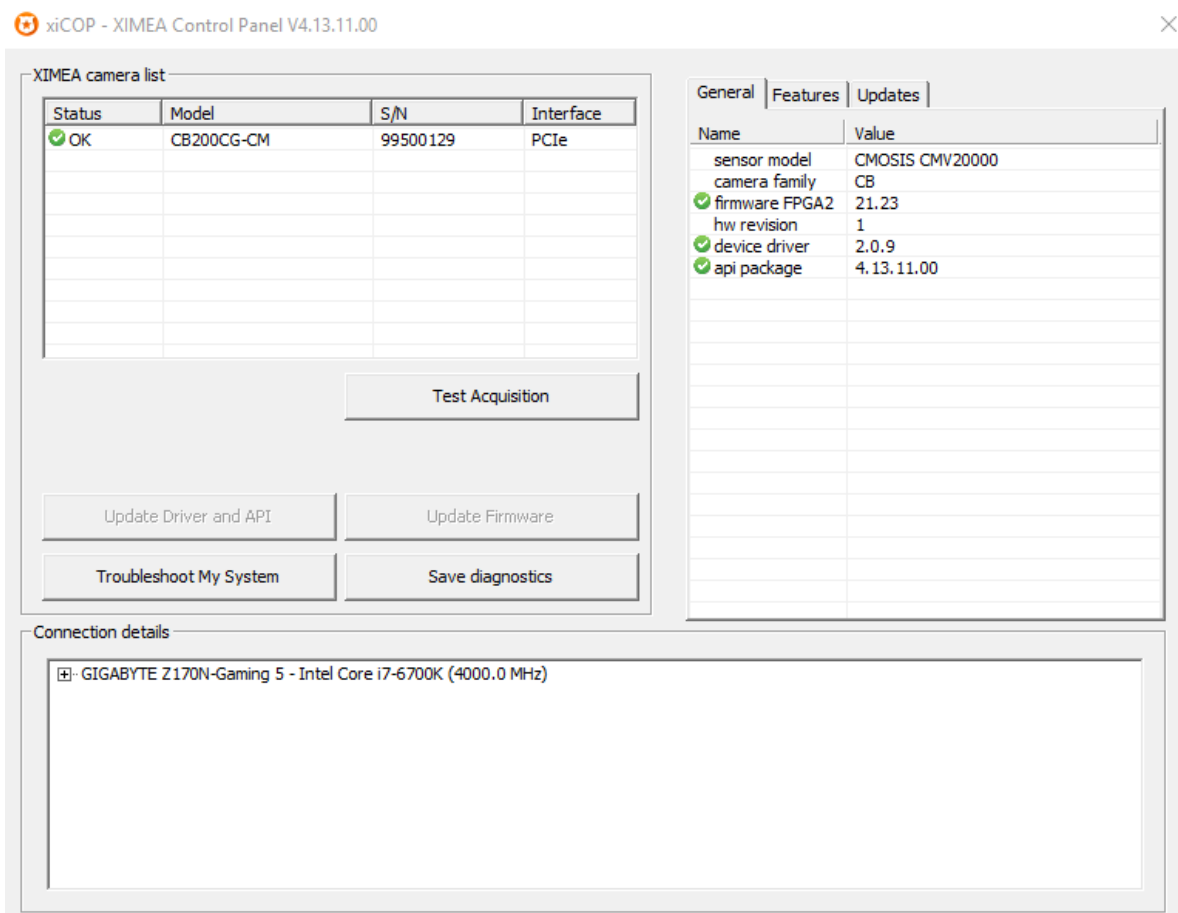 xiCOP - XIMEA Control Panel V4.13.11.00
XIMEA camera list
Status Model S/N Interface
OK CB200CG-CM 99500129 PCIe
Test Acquisition
Update Driver and API Update Firmware
Troubleshoot My System Save diagnostics
General Features Updates
Name Value
sensor model CMOSIS CMV20000
camera family CB
firmware FPGA2 21.23
hw revision 1
device driver 2.0.9
api package 4.13.11.00
Connection details
GIGABYTE Z170N-Gaming 5 - Intel Core i7-6700K (4000.0 MHz)